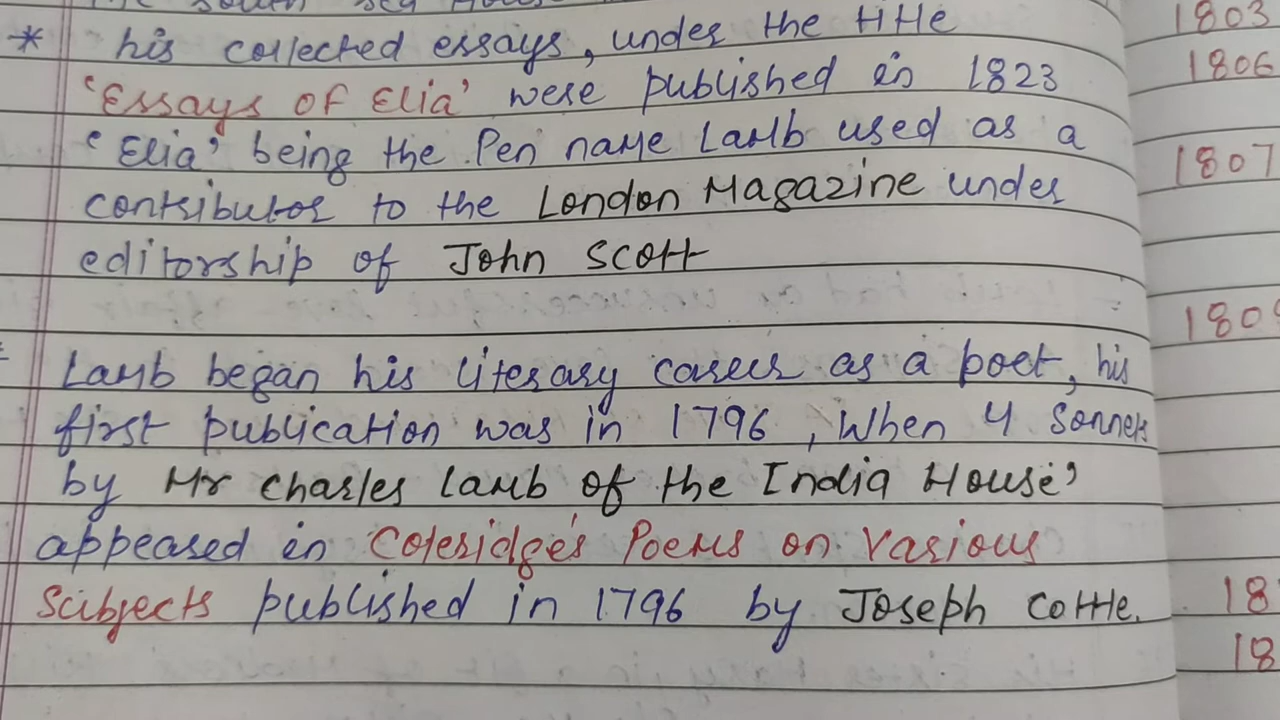 * his collected essays, under the title
'Essays of Elia' were published in 1823
'Elia' being the Pen name Lamb used as a
contributor to the London Magazine under
editorship of John Scott
Lamb began his literary career as a poet, his
first publication was in 1796, when 4 Sonnets
by Mr Charles Lamb of the India House'
appeared in Coleridge's Poems on Various
Subjects published in 1796 by Joseph Cottle.
1803
1806
1807
180
18
18